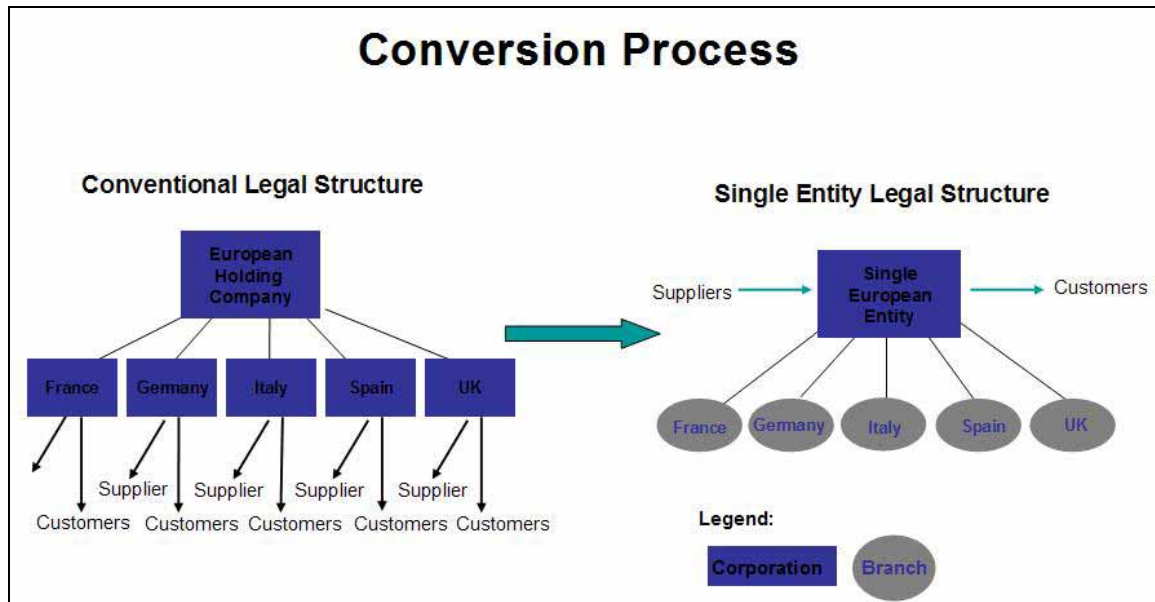 Conversion Process
Conventional Legal Structure
European
Holding
Company
France
Germany
Italy
Spain
UK
Supplier
Supplier
Supplier
Supplier
Customers
Customers
Customers
Customers
Customers
Single Entity Legal Structure
Suppliers
Single
European
Entity
Customers
France
Germany
Italy
Spain
UK
Legend:
Corporation
Branch